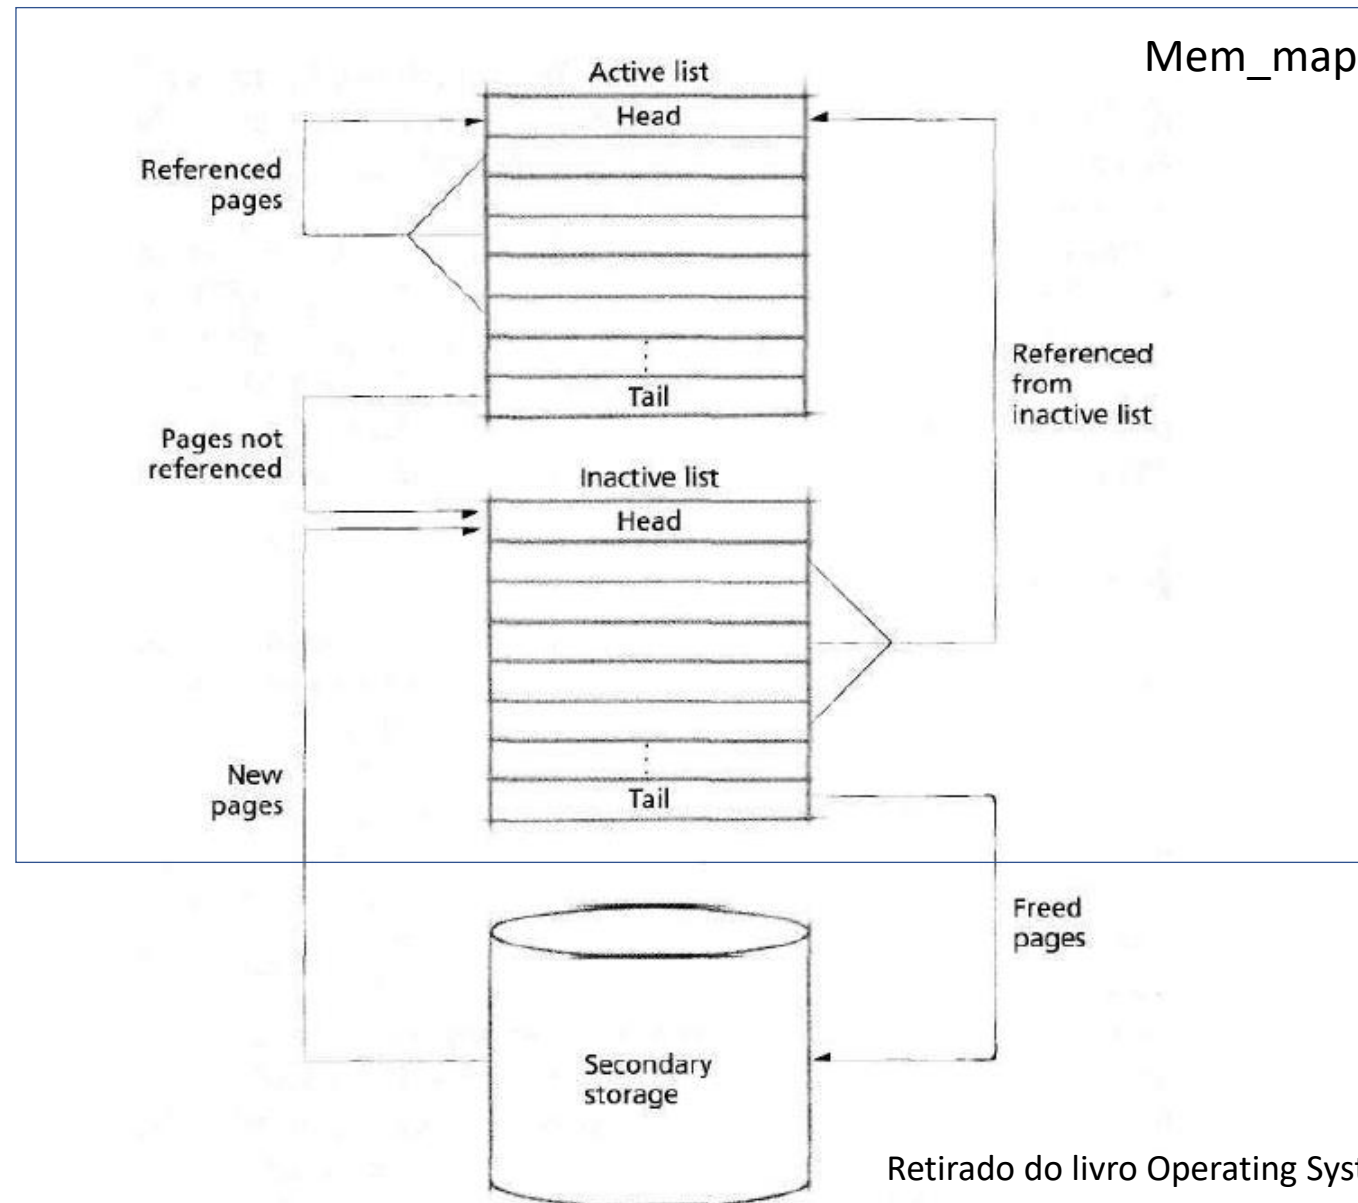 Mem_map
Active list
Head
Referenced
pages
Tail
Referenced
from
inactive list
Pages not
referenced
Inactive list
Head
New
pages
Tail
Freed
pages
Secondary
storage
Retirado do livro Operating Syst